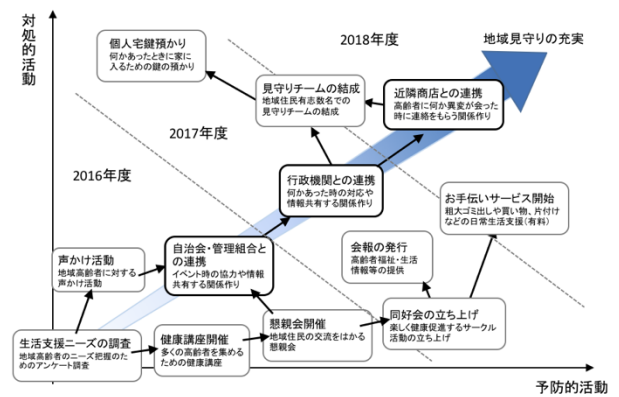 対処的活動
2018年度
地域見守りの充実
個人宅鍵預かり
何かあったときに家に
入るための鍵の預かり
見守りチームの結成
地域住民有志数名での
見守りチームの結成
近隣商店との連携
高齢者に何か異変が会った
時に連絡をもらう関係作り
2017年度
2016年度
行政機関との連携
何かあった時の対応や
情報共有する関係作り
お手伝いサービス開始
粗大ゴミ出しや買い物、片付け
などの日常生活支援(有料)
声かけ活動
地域高齢者に対する
声かけ活動
自治会・管理組合と
の連携
イベント時の協力や情報
共有する関係作り
会報の発行
高齢者福祉・生活
情報等の提供
生活支援ニーズの調査
地域高齢者のニーズ把握のた
めのアンケート調査
健康講座開催
多くの高齢者を集める
ための健康講座
懇親会開催
地域住民の交流をはかる
懇親会
同好会の立ち上げ
楽しく健康促進するサークル
活動の立ち上げ
予防的活動